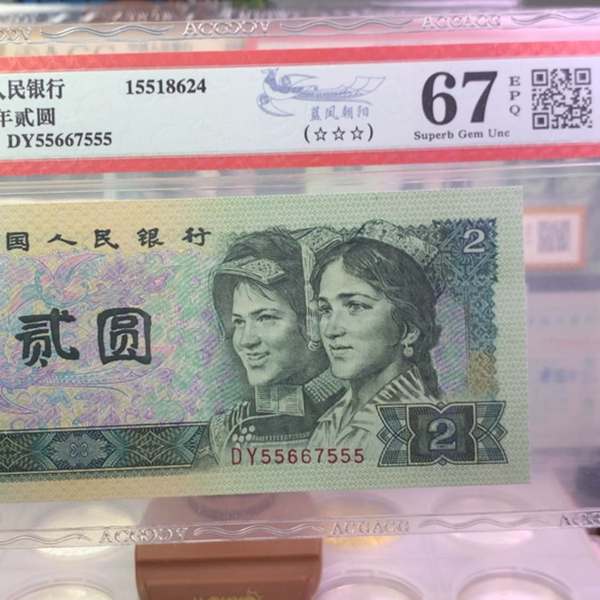 人民银行 15518624
年贰圆
DY55667555
蓝凤朝阳
(☆☆☆)
67
EPQ
Superb Gem Unc
国人民银行
2
贰圆
DY55667555
2
ACGACG